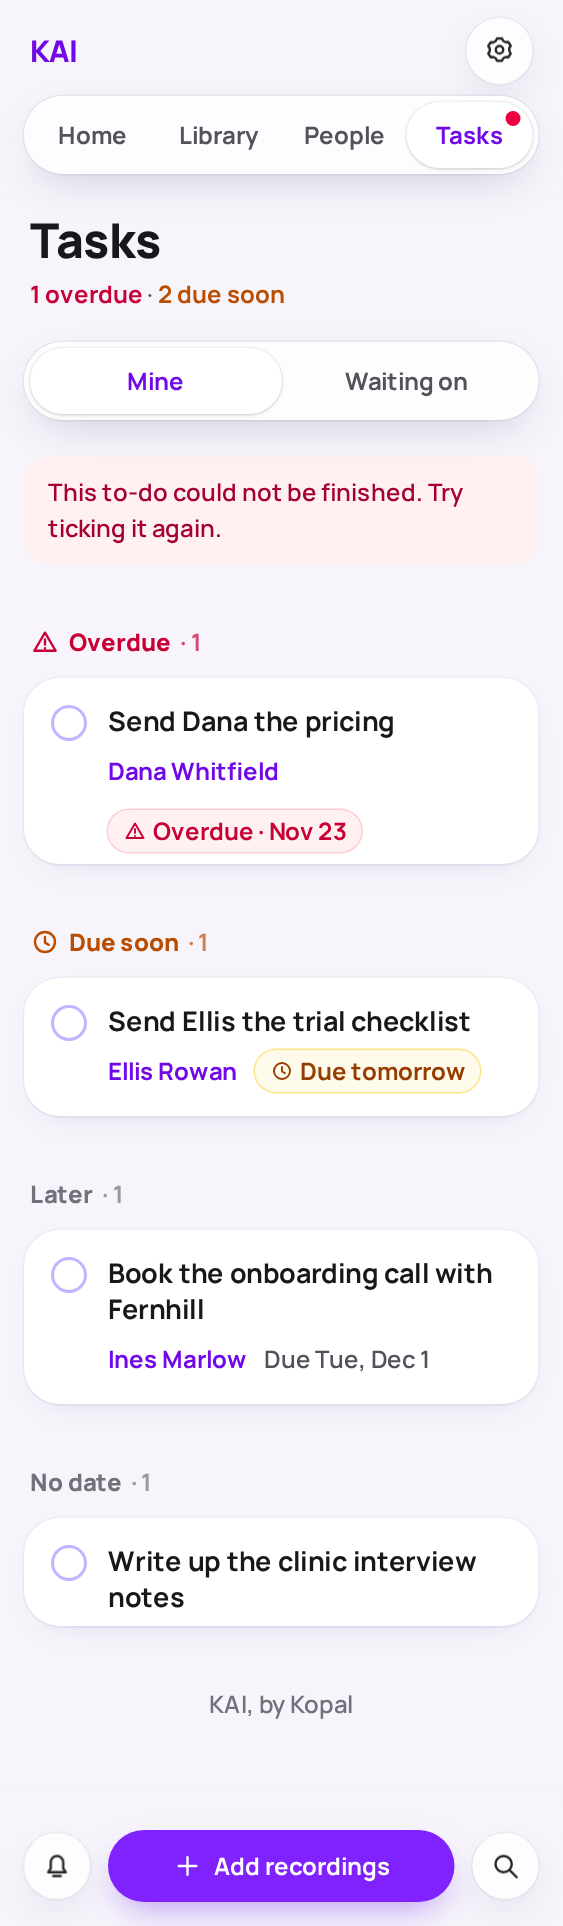 KAI
Home Library People Tasks
Tasks
1 overdue · 2 due soon
Mine Waiting on
This to-do could not be finished. Try
ticking it again.
Overdue · 1
Send Dana the pricing
Dana Whitfield
Overdue · Nov 23
Due soon · 1
Send Ellis the trial checklist
Ellis Rowan Due tomorrow
Later · 1
Book the onboarding call with
Fernhill
Ines Marlow Due Tue, Dec 1
No date · 1
Write up the clinic interview
notes
KAI, by Kopal
Add recordings